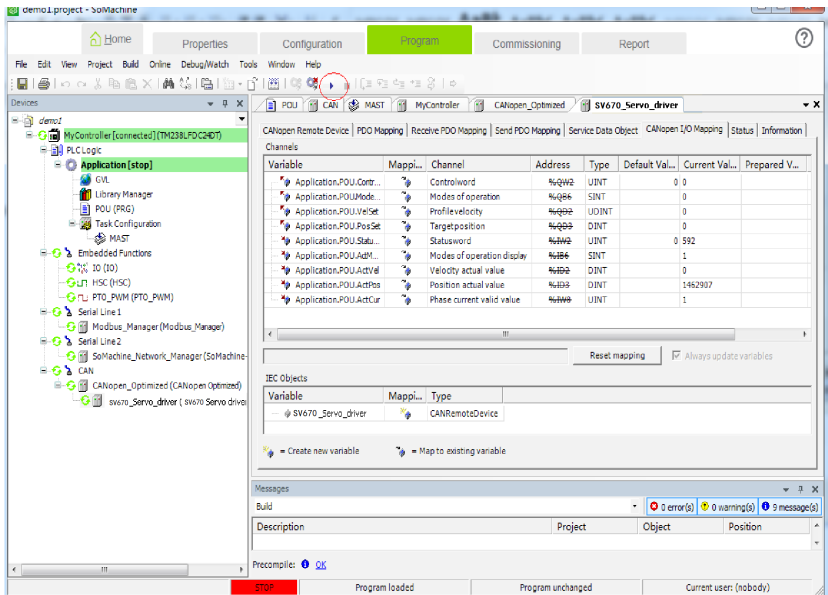 demo1.project - SoMachine
Home Properties Configuration Program Commissioning Report
File Edit View Project Build Online Debug/Watch Tools Window Help
Devices
demo1
MyController [connected] (TM238LFDC24DT)
PLC Logic
Application [stop]
GVL
Library Manager
POU (PRG)
Task Configuration
MAST
Embedded Functions
IO (IO)
HSC (HSC)
PTO_PWM (PTO_PWM)
Serial Line 1
Modbus_Manager (Modbus_Manager)
Serial Line 2
SoMachine_Network_Manager (SoMachine-
CAN
CANopen_Optimized (CANopen Optimized)
SV670_Servo_driver ( SV670 Servo driver
POU CAN MAST MyController CANopen_Optimized SV670_Servo_driver
CANopen Remote Device PDO Mapping Receive PDO Mapping Send PDO Mapping Service Data Object CANopen I/O Mapping Status Information
Channels
Variable Mappi... Channel Address Type Default Val... Current Val... Prepared V...
Application.POU.Contr... Controlword %QW2 UINT 0 0
Application.POUMode... Modes of operation %QB6 SINT 0
Application.POU.VelSet Profilevelocity %QD2 UDINT 0
Application.POU.PosSet Targetposition %QD3 DINT 0
Application.POU.Statu... Statusword %IW2 UINT 0 592
Application.POU.AdM... Modes of operation display %IB6 SINT 1
Application.POU.ActVel Velocity actual value %ID2 DINT 0
Application.POU.ActPos Position actual value %ID3 DINT 1462907
Application.POU.ActCur Phase current valid value %IW8 UINT 1
Reset mapping Always update variables
IEC Objects
Variable Mappi... Type
SV670 _Servo_driver CANRemoteDevice
= Create new variable = Map to existing variable
Messages
Build 0 error(s) 0 warning(s) 9 message(s)
Description Project Object Position
Precompile: OK
STOP Program loaded Program unchanged Current user: (nobody)